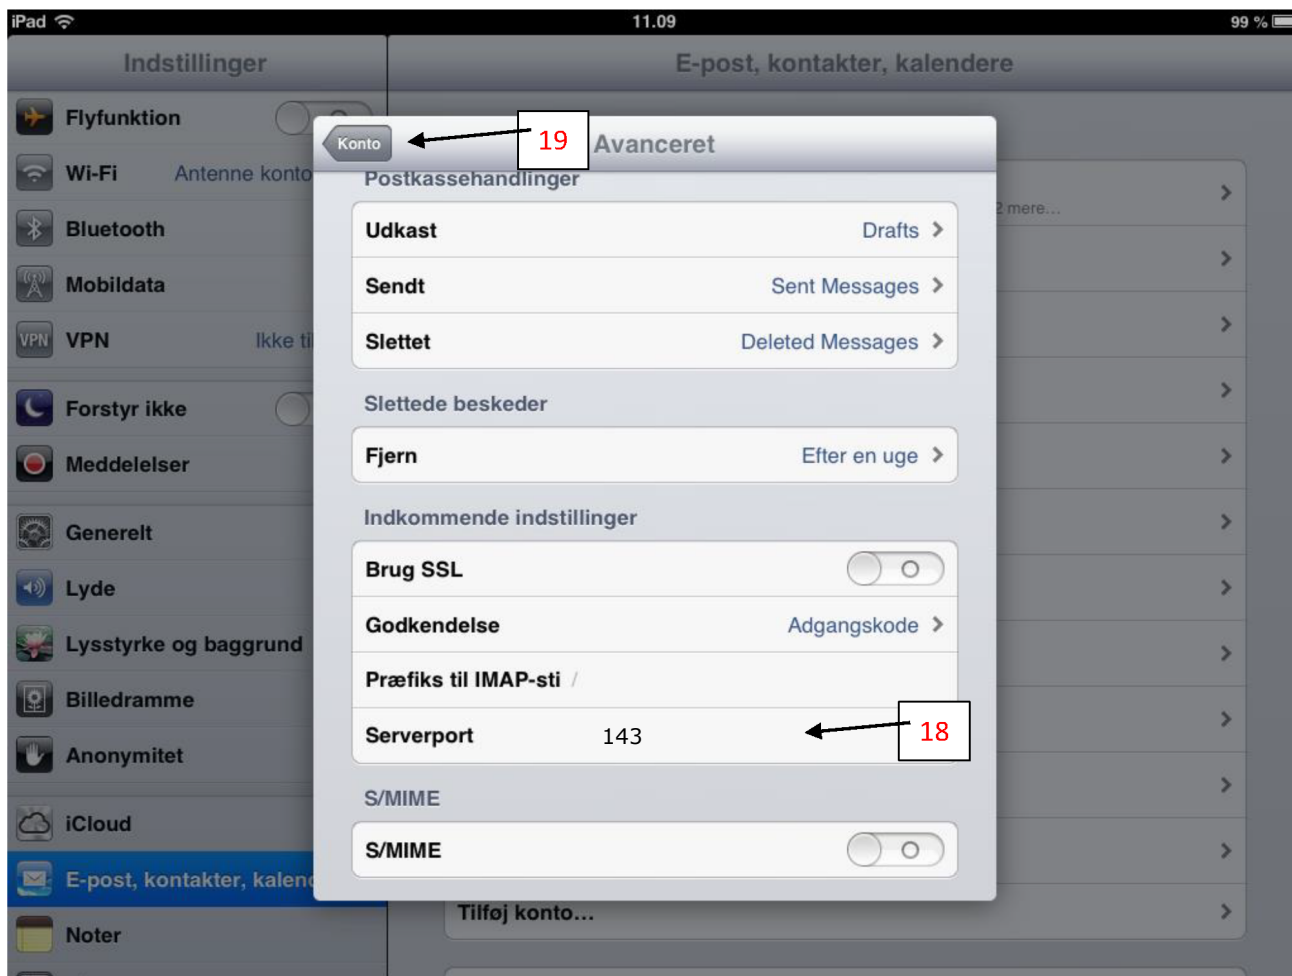 iPad 11.09 99 %
Indstillinger
E-post, kontakter, kalendere
Flyfunktion
Wi-Fi Antenne konto
Bluetooth
Mobildata
VPN Ikke ti
Forstyr ikke
Meddelelser
Generelt
Lyde
Lysstyrke og baggrund
Billedramme
Anonymitet
iCloud
E-post, kontakter, kalend
Noter
Konto 19 Avanceret
Postkassehandlinger
Udkast Drafts
Sendt Sent Messages
Slettet Deleted Messages
Slettede beskeder
Fjern Efter en uge
Indkommende indstillinger
Brug SSL
Godkendelse Adgangskode
Præfiks til IMAP-sti /
Serverport 143 18
S/MIME
S/MIME
2 mere...
Tilføj konto...